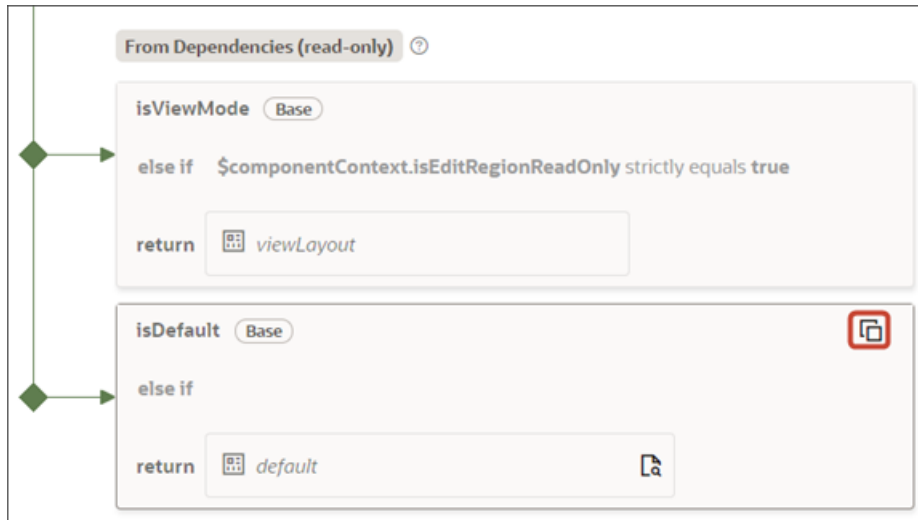 From Dependencies (read-only) ?
isViewMode Base
else if $componentContext.isEditRegionReadOnly strictly equals true
return viewLayout
isDefault Base
else if
return default